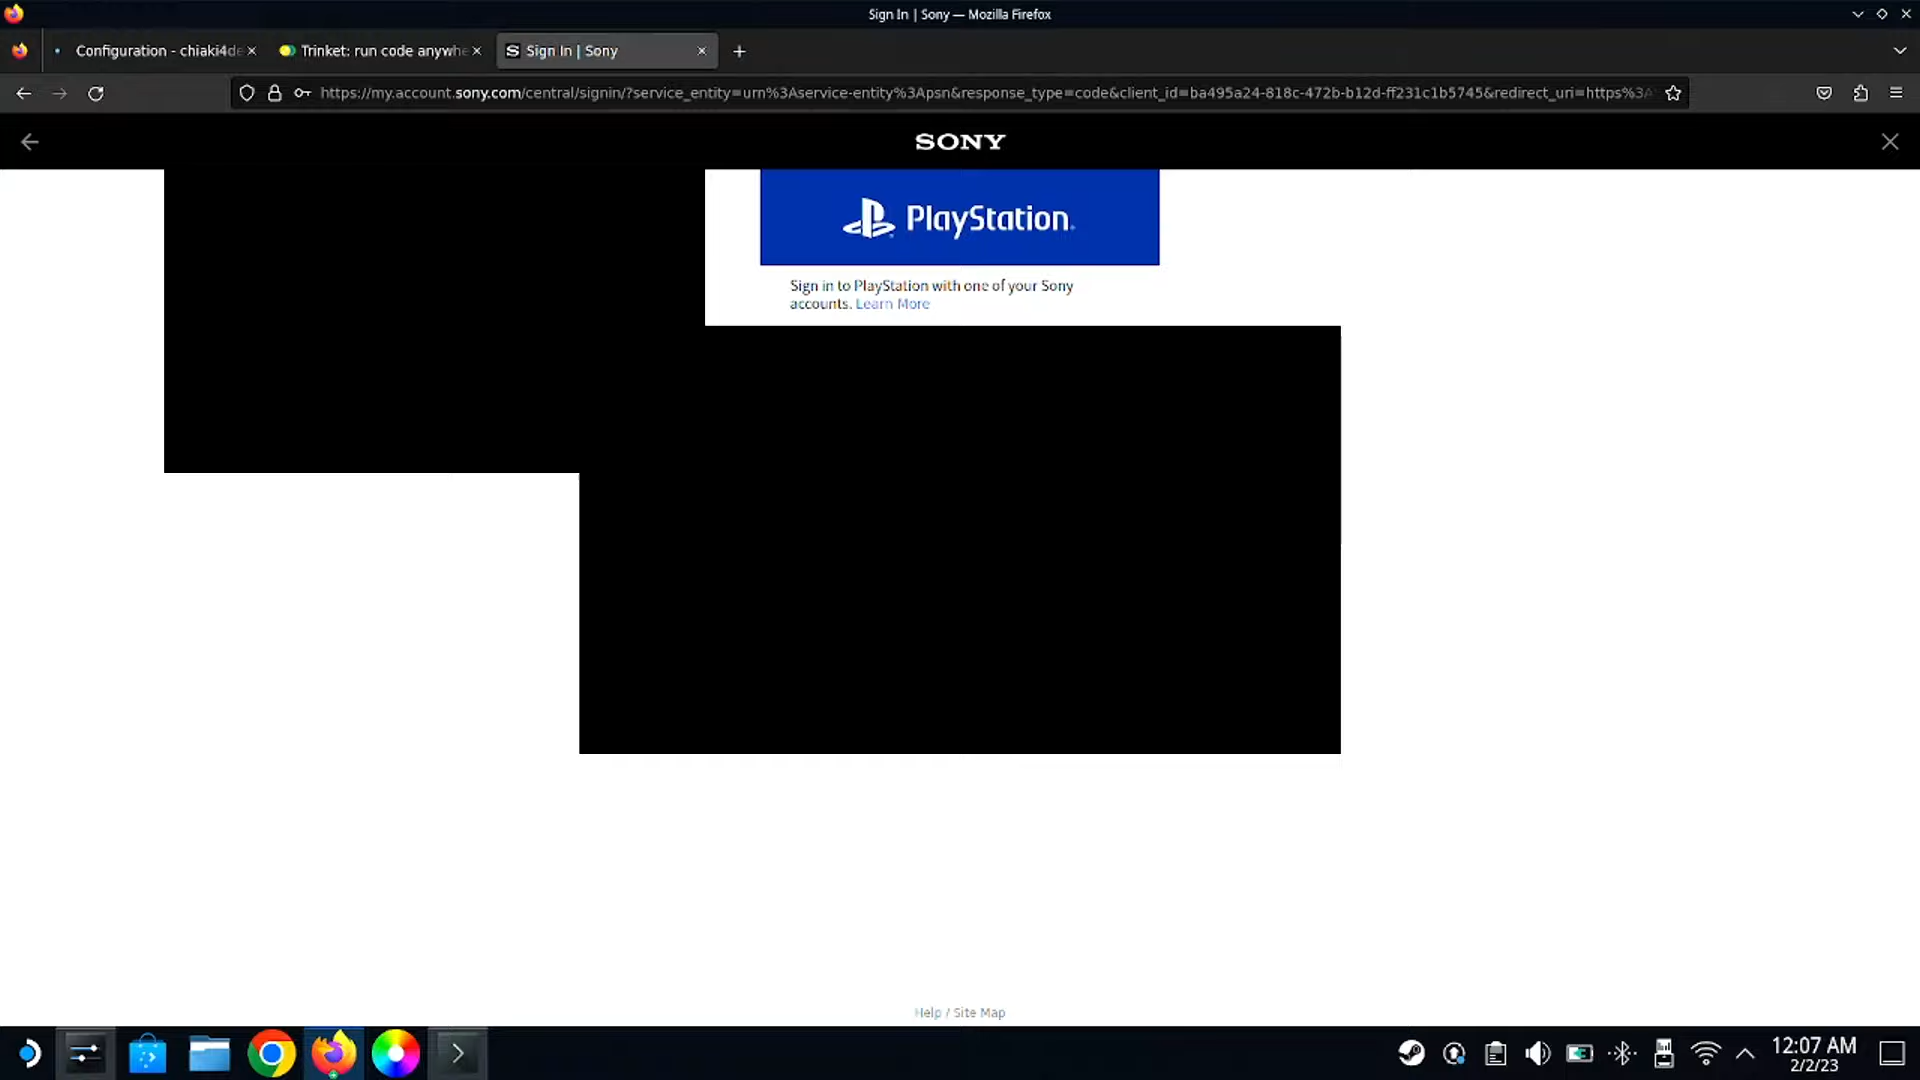 Sign In | Sony — Mozilla Firefox
Configuration - chiaki4de
Trinket: run code anywhe
Sign In | Sony
https://my.account.sony.com/central/signin/?service_entity=urn%3Aservice-entity%3Apsn&response_type=code&client_id=ba495a24-818c-472b-b12d-ff231c1b5745&redirect_uri=https%3A
SONY
PlayStation
Sign in to PlayStation with one of your Sony
accounts. Learn More
Help / Site Map
12:07 AM
2/2/23